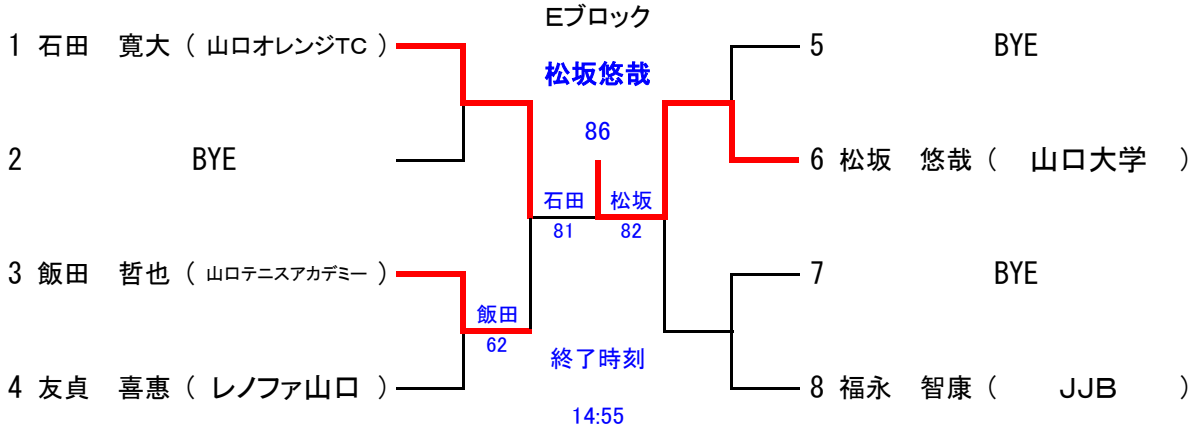 Eブロック
1 石田 寛大 ( 山口オレンジTC )
5 BYE
松坂悠哉
86
2 BYE
6 松坂 悠哉 ( 山口大学 )
石田 松坂
81 82
3 飯田 哲也 ( 山口テニスアカデミー )
7 BYE
飯田
62
終了時刻
4 友貞 喜惠 ( レノファ山口 )
8 福永 智康 ( JJB )
14:55